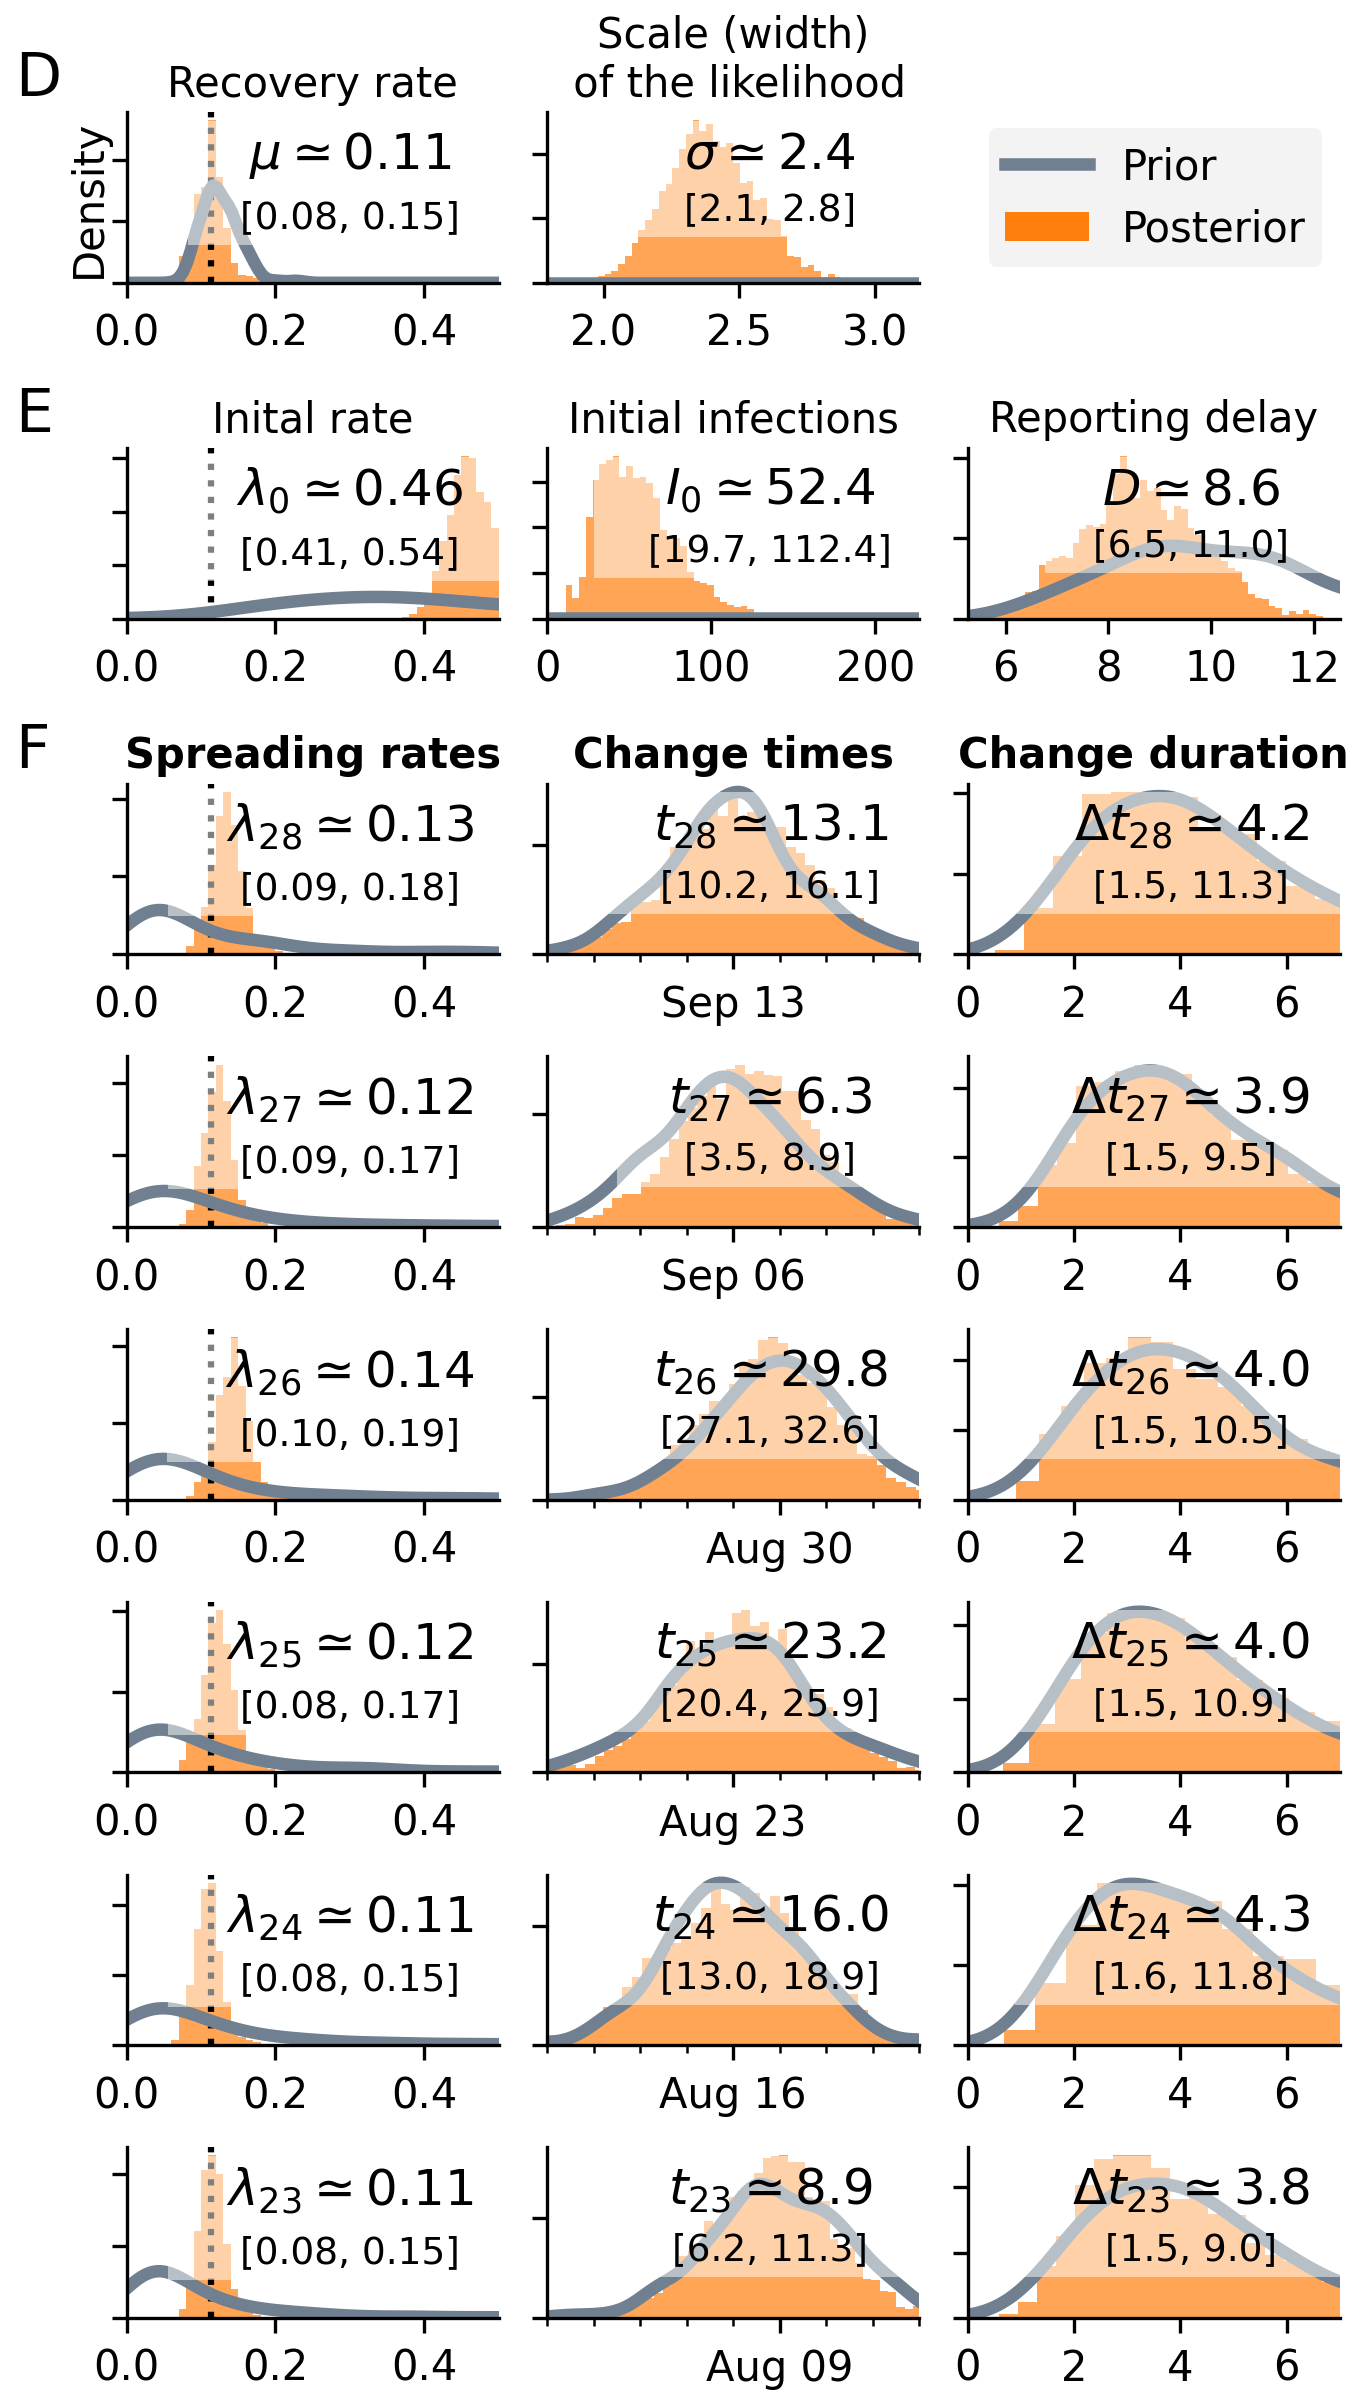 D
Recovery rate
Scale (width)
of the likelihood
Density
μ ≃ 0.11
[0.08, 0.15]
0.0 0.2 0.4
σ ≃ 2.4
[2.1, 2.8]
2.0 2.5 3.0
Prior
Posterior
E
Inital rate
λ0 ≃ 0.46
[0.41, 0.54]
0.0 0.2 0.4
Initial infections
I0 ≃ 52.4
[19.7, 112.4]
0 100 200
Reporting delay
D ≃ 8.6
[6.5, 11.0]
6 8 10 12
F
Spreading rates
Change times
Change duration
λ28 ≃ 0.13
[0.09, 0.18]
0.0 0.2 0.4
t28 ≃ 13.1
[10.2, 16.1]
Sep 13
Δt28 ≃ 4.2
[1.5, 11.3]
0 2 4 6
λ27 ≃ 0.12
[0.09, 0.17]
0.0 0.2 0.4
t27 ≃ 6.3
[3.5, 8.9]
Sep 06
Δt27 ≃ 3.9
[1.5, 9.5]
0 2 4 6
λ26 ≃ 0.14
[0.10, 0.19]
0.0 0.2 0.4
t26 ≃ 29.8
[27.1, 32.6]
Aug 30
Δt26 ≃ 4.0
[1.5, 10.5]
0 2 4 6
λ25 ≃ 0.12
[0.08, 0.17]
0.0 0.2 0.4
t25 ≃ 23.2
[20.4, 25.9]
Aug 23
Δt25 ≃ 4.0
[1.5, 10.9]
0 2 4 6
λ24 ≃ 0.11
[0.08, 0.15]
0.0 0.2 0.4
t24 ≃ 16.0
[13.0, 18.9]
Aug 16
Δt24 ≃ 4.3
[1.6, 11.8]
0 2 4 6
λ23 ≃ 0.11
[0.08, 0.15]
0.0 0.2 0.4
t23 ≃ 8.9
[6.2, 11.3]
Aug 09
Δt23 ≃ 3.8
[1.5, 9.0]
0 2 4 6